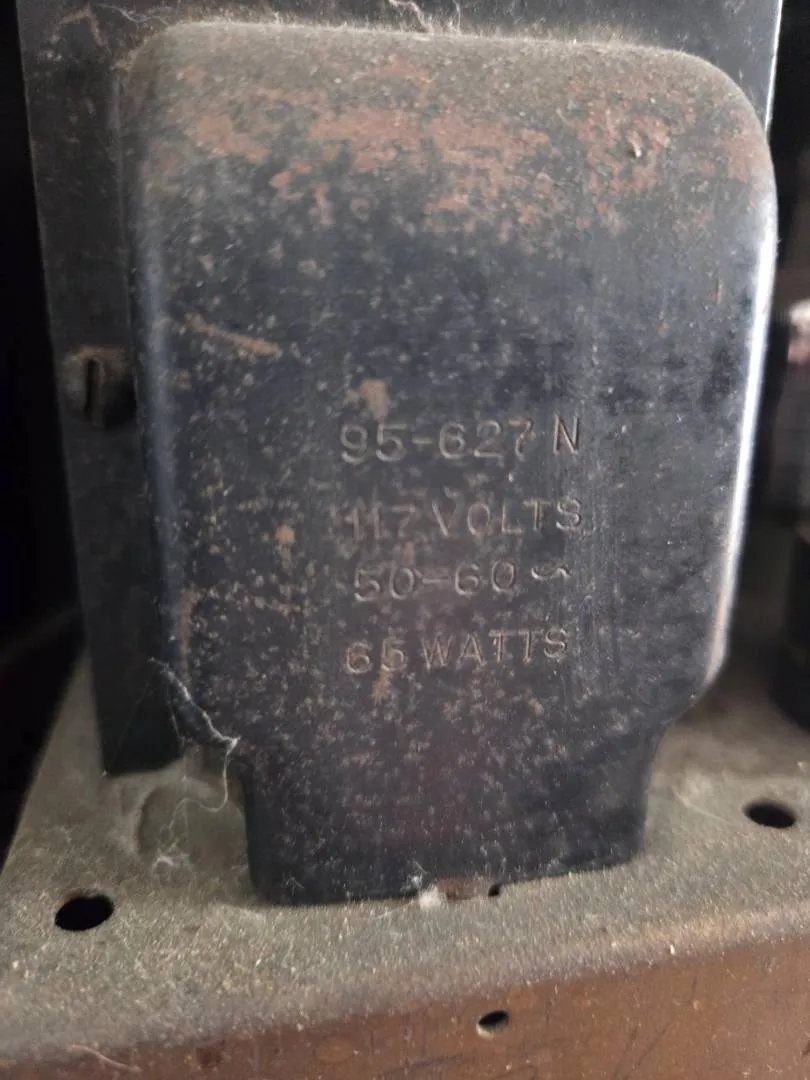 95-627 N
117 VOLTS
50-60 ~
65 WATTS